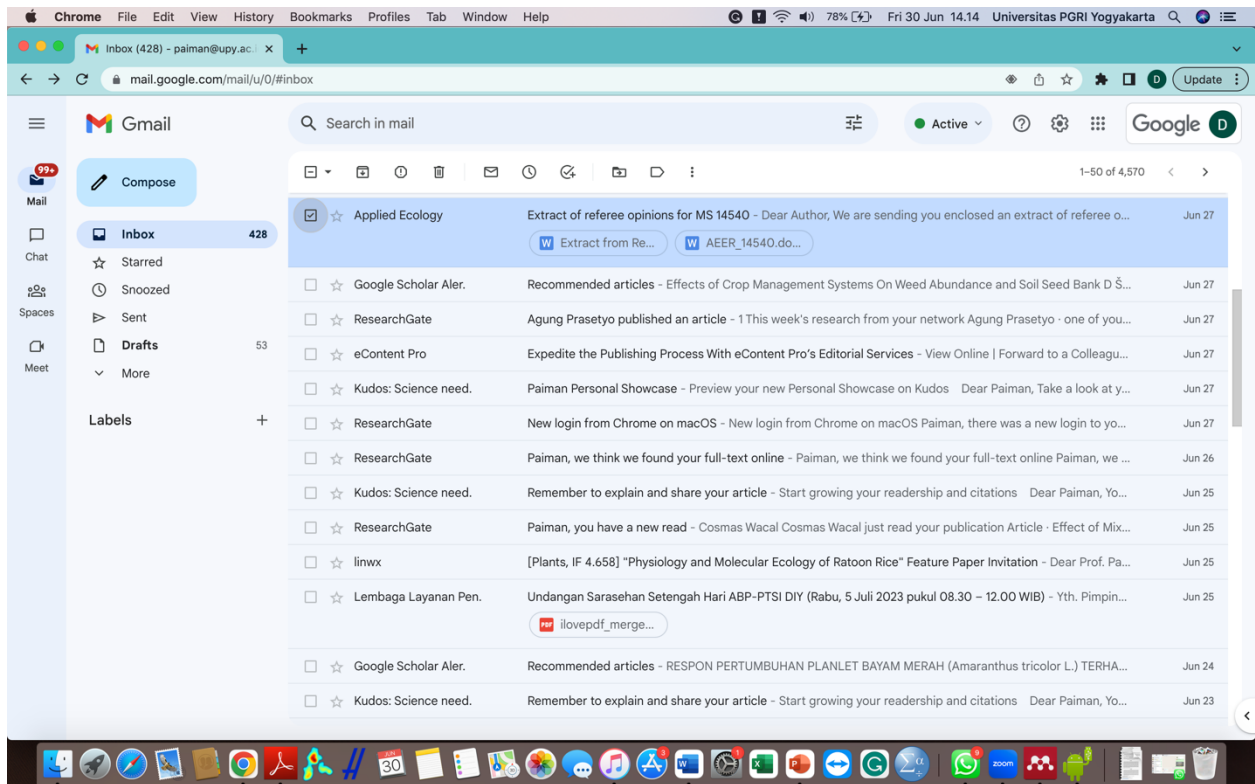 Chrome File Edit View History Bookmarks Profiles Tab Window Help 78% Fri 30 Jun 14.14 Universitas PGRI Yogyakarta
Inbox (428) - paiman@upy.ac.
mail.google.com/mail/u/0/#inbox D Update
Gmail Search in mail Active Google D
99+ Mail
Chat
Spaces
Meet
Compose
Inbox 428
Starred
Snoozed
Sent
Drafts 53
More
Labels
1–50 of 4,570
Applied Ecology Extract of referee opinions for MS 14540 - Dear Author, We are sending you enclosed an extract of referee o... Jun 27
W Extract from Re... W AEER_14540.do...
Google Scholar Aler. Recommended articles - Effects of Crop Management Systems On Weed Abundance and Soil Seed Bank D Š... Jun 27
ResearchGate Agung Prasetyo published an article - 1 This week's research from your network Agung Prasetyo · one of you... Jun 27
eContent Pro Expedite the Publishing Process With eContent Pro's Editorial Services - View Online | Forward to a Colleagu... Jun 27
Kudos: Science need. Paiman Personal Showcase - Preview your new Personal Showcase on Kudos Dear Paiman, Take a look at y... Jun 27
ResearchGate New login from Chrome on macOS - New login from Chrome on macOS Paiman, there was a new login to yo... Jun 27
ResearchGate Paiman, we think we found your full-text online - Paiman, we think we found your full-text online Paiman, we ... Jun 26
Kudos: Science need. Remember to explain and share your article - Start growing your readership and citations Dear Paiman, Yo... Jun 25
ResearchGate Paiman, you have a new read - Cosmas Wacal Cosmas Wacal just read your publication Article · Effect of Mix... Jun 25
linwx [Plants, IF 4.658] "Physiology and Molecular Ecology of Ratoon Rice" Feature Paper Invitation - Dear Prof. Pa... Jun 25
Lembaga Layanan Pen. Undangan Sarasehan Setengah Hari ABP-PTSI DIY (Rabu, 5 Juli 2023 pukul 08.30 – 12.00 WIB) - Yth. Pimpin... Jun 25
PDF ilovepdf_merge...
Google Scholar Aler. Recommended articles - RESPON PERTUMBUHAN PLANLET BAYAM MERAH (Amaranthus tricolor L.) TERHA... Jun 24
Kudos: Science need. Remember to explain and share your article - Start growing your readership and citations Dear Paiman, Yo... Jun 23
JUN 30 zoom